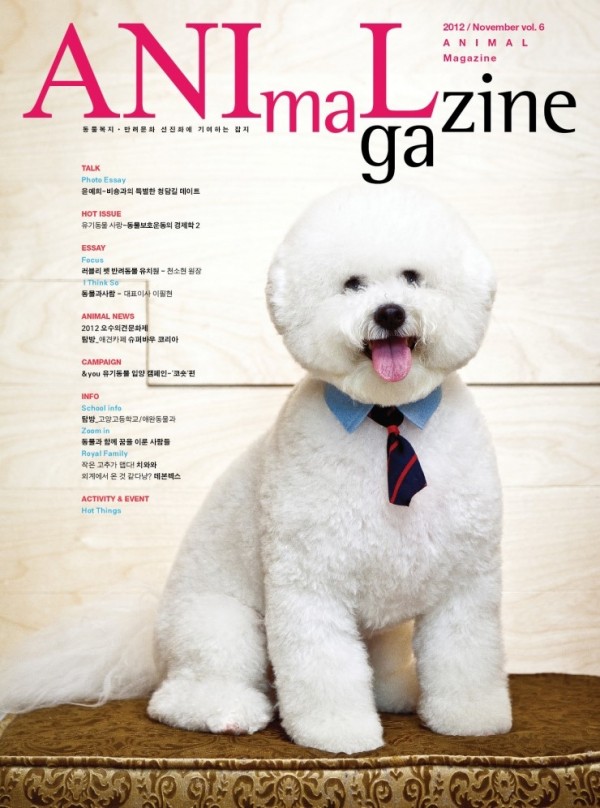 ANImaLgazine
2012 / November vol. 6
ANIMAL
Magazine
동물복지 · 반려문화 선진화에 기여하는 잡지
TALK
Photo Essay
윤예희-비숑과의 특별한 청담길 데이트
HOT ISSUE
유기동물 사랑-동물보호운동의 경제학 2
ESSAY
Focus
러블리 펫 반려동물 유치원 - 전소현 원장
I Think So
동물과사람 - 대표이사 이필현
ANIMAL NEWS
2012 오수의견문화제
탐방_애견카페 슈퍼바우 코리아
CAMPAIGN
&you 유기동물 입양 캠페인-'코숏'편
INFO
School info
탐방_고양고등학교/애완동물과
Zoom in
동물과 함께 꿈을 이룬 사람들
Royal Family
작은 고추가 맵다! 치와와
외계에서 온 것 같다냥? 데본렉스
ACTIVITY & EVENT
Hot Things